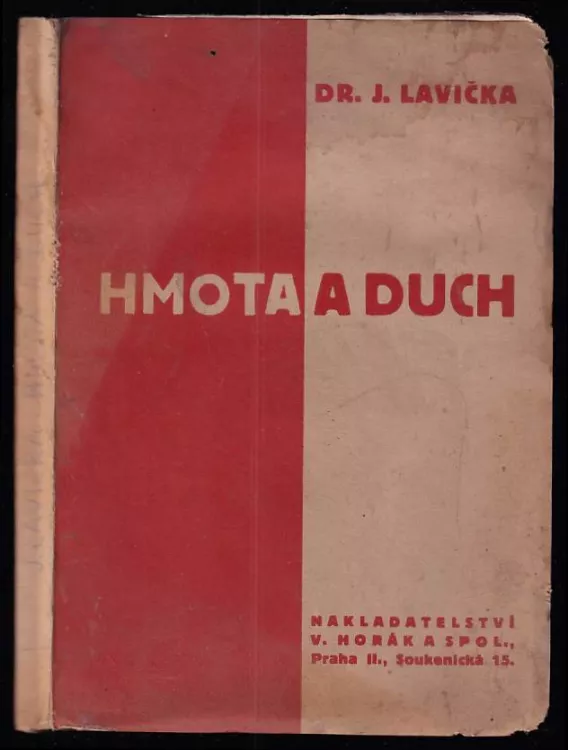 DR. J. LAVIČKA
HMOTA A DUCH
NAKLADATELSTVÍ
V. HORÁK A SPOL.,
Praha II., Soukenická 15.